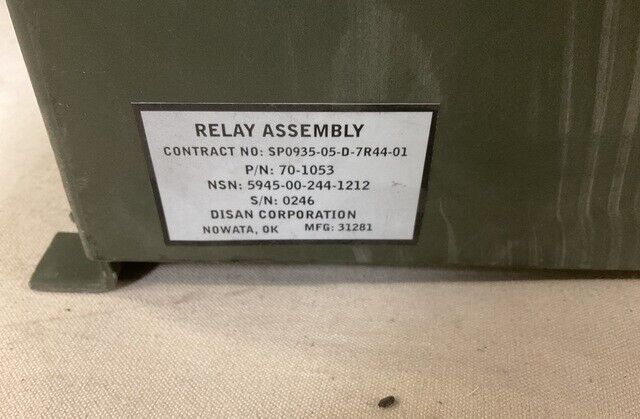 RELAY ASSEMBLY
CONTRACT NO: SP0935-05-D-7R44-01
P/N: 70-1053
NSN: 5945-00-244-1212
S/N: 0246
DISAN CORPORATION
NOWATA, OK MFG: 31281